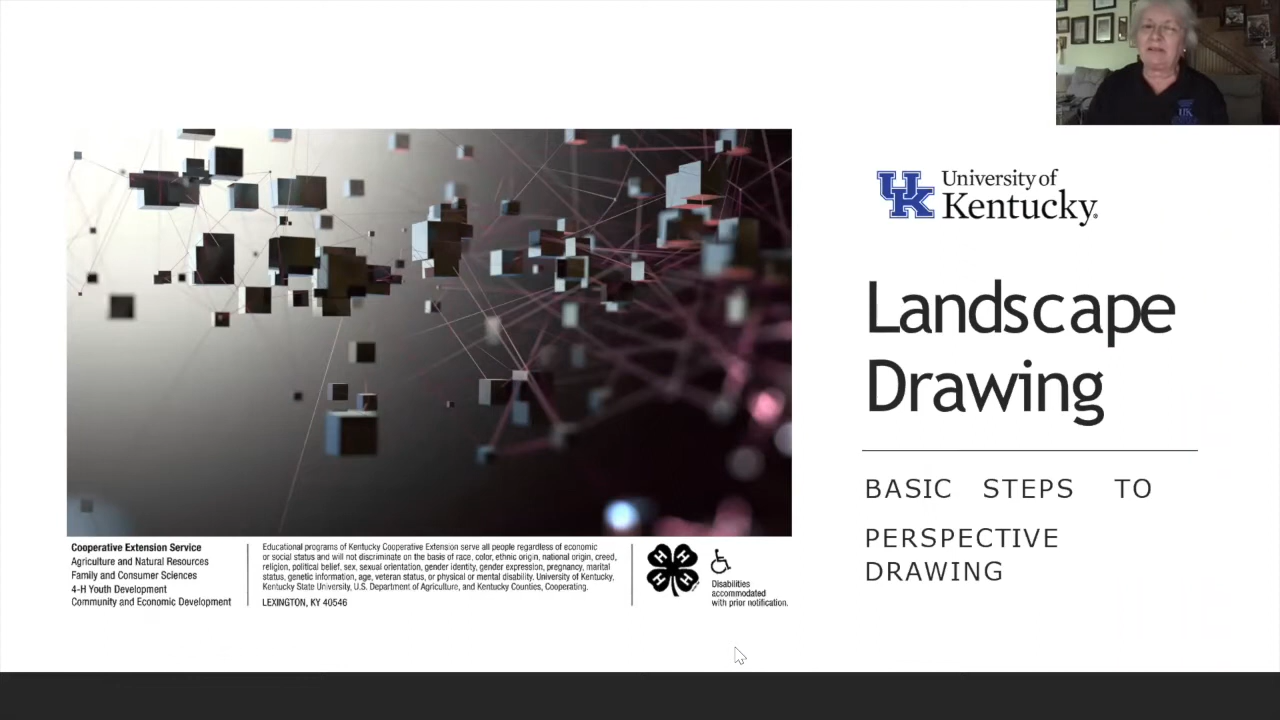 UK
UK University of
Kentucky.
Landscape
Drawing
BASIC STEPS TO
PERSPECTIVE
DRAWING
Cooperative Extension Service
Agriculture and Natural Resources
Family and Consumer Sciences
4-H Youth Development
Community and Economic Development
Educational programs of Kentucky Cooperative Extension serve all people regardless of economic
or social status and will not discriminate on the basis of race, color, ethnic origin, national origin, creed,
religion, political belief, sex, sexual orientation, gender identity, gender expression, pregnancy, marital
status, genetic information, age, veteran status, or physical or mental disability. University of Kentucky,
Kentucky State University, U.S. Department of Agriculture, and Kentucky Counties, Cooperating.
LEXINGTON, KY 40546
H H
H H
Disabilities
accommodated
with prior notification.